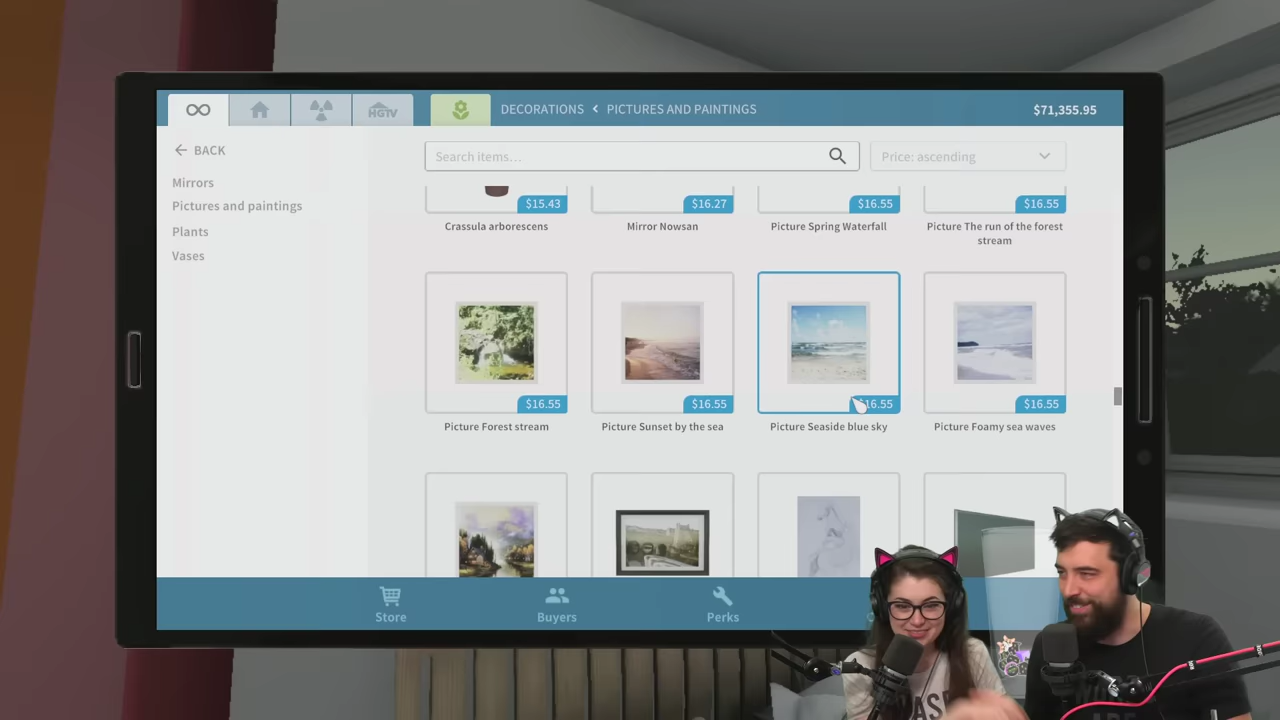 HGTV
DECORATIONS < PICTURES AND PAINTINGS
$71,355.95
BACK
Search items...
Price: ascending
Mirrors
Pictures and paintings
Plants
Vases
$15.43
$16.27
$16.55
$16.55
Crassula arborescens
Mirror Nowsan
Picture Spring Waterfall
Picture The run of the forest
stream
$16.55
$16.55
16.55
$16.55
Picture Forest stream
Picture Sunset by the sea
Picture Seaside blue sky
Picture Foamy sea waves
Store
Buyers
Perks